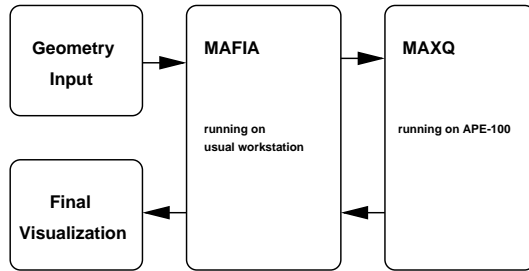 Geometry
Input
MAFIA
running on
usual workstation
MAXQ
running on APE-100
Final
Visualization